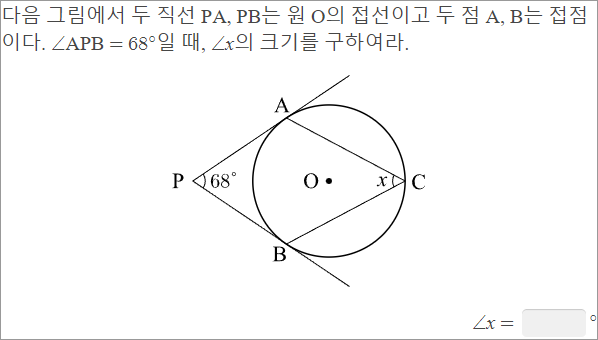 다음 그림에서 두 직선 PA, PB는 원 O의 접선이고 두 점 A, B는 접점
이다. ∠APB = 68°일 때, ∠x의 크기를 구하여라.
A
P 68° O x C
B
∠x = °